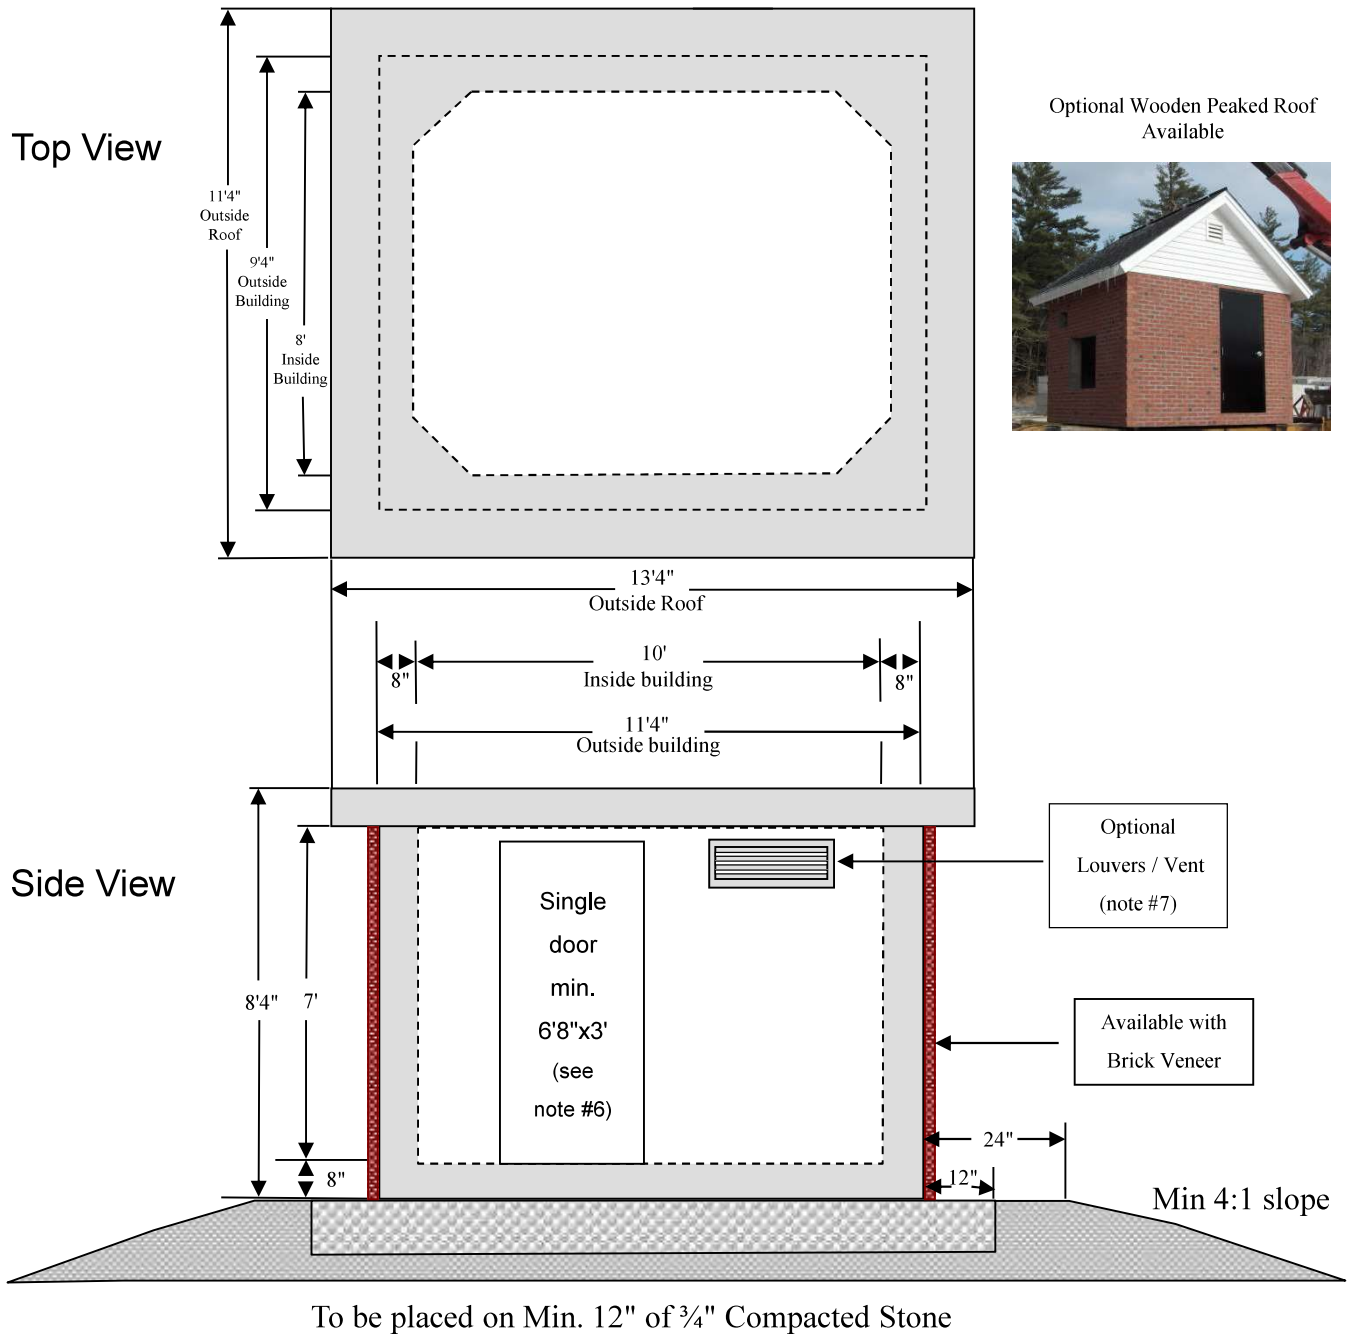 Top View
11'4"
Outside
Roof
9'4"
Outside
Building
8'
Inside
Building
Optional Wooden Peaked Roof
Available
13'4"
Outside Roof
8"
10'
Inside building
8"
11'4"
Outside building
Side View
8'4"
7'
8"
Single
door
min.
6'8"x3'
(see
note #6)
Optional
Louvers / Vent
(note #7)
Available with
Brick Veneer
24"
12"
Min 4:1 slope
To be placed on Min. 12" of ¾" Compacted Stone